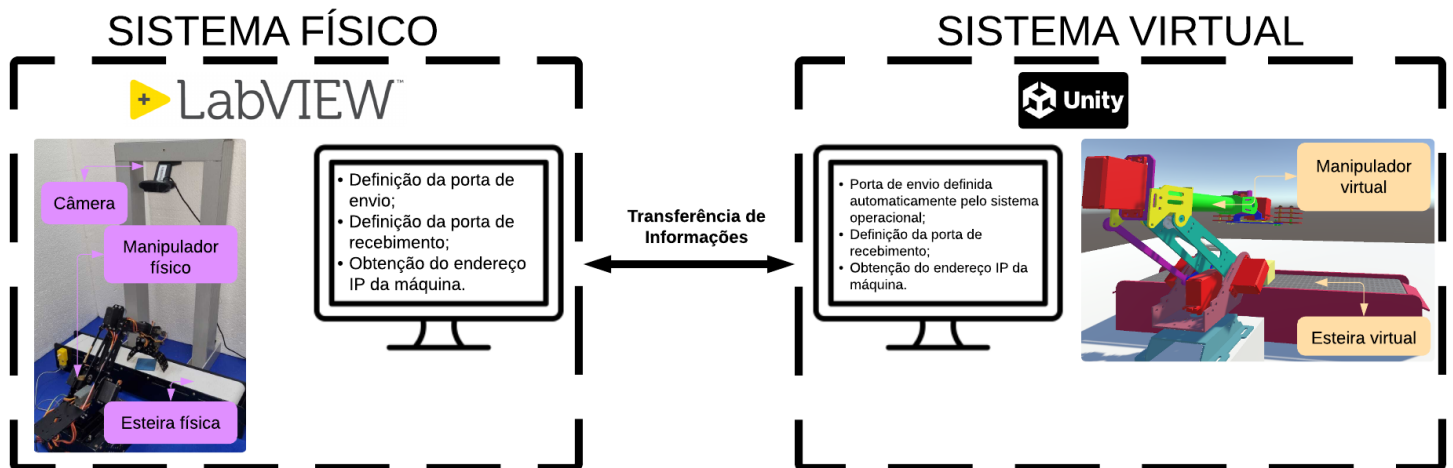 SISTEMA FÍSICO
LabVIEW™
Câmera
Manipulador
físico
Esteira física
• Definição da porta de
envio;
• Definição da porta de
recebimento;
• Obtenção do endereço
IP da máquina.
Transferência de
Informações
SISTEMA VIRTUAL
Unity
• Porta de envio definida
automaticamente pelo sistema
operacional;
• Definição da porta de
recebimento;
• Obtenção do endereço IP da
máquina.
Manipulador
virtual
Esteira virtual